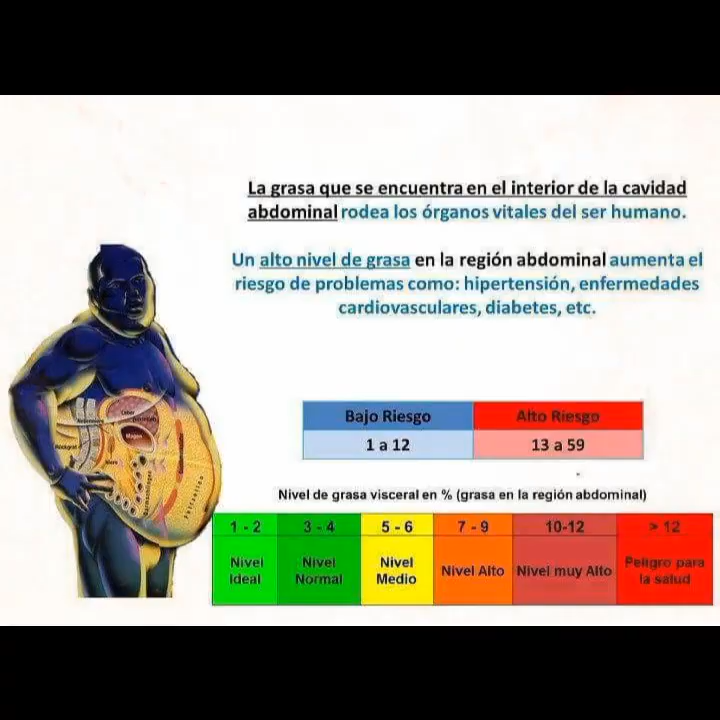 La grasa que se encuentra en el interior de la cavidad
abdominal rodea los órganos vitales del ser humano.
Un alto nivel de grasa en la región abdominal aumenta el
riesgo de problemas como: hipertensión, enfermedades
cardiovasculares, diabetes, etc.
Leber
Magen
Bajo Riesgo Alto Riesgo
1 a 12 13 a 59
Nivel de grasa visceral en % (grasa en la región abdominal)
1 - 2 3 - 4 5 - 6 7 - 9 10-12 > 12
Nivel Ideal Nivel Normal Nivel Medio Nivel Alto Nivel muy Alto Peligro para la salud